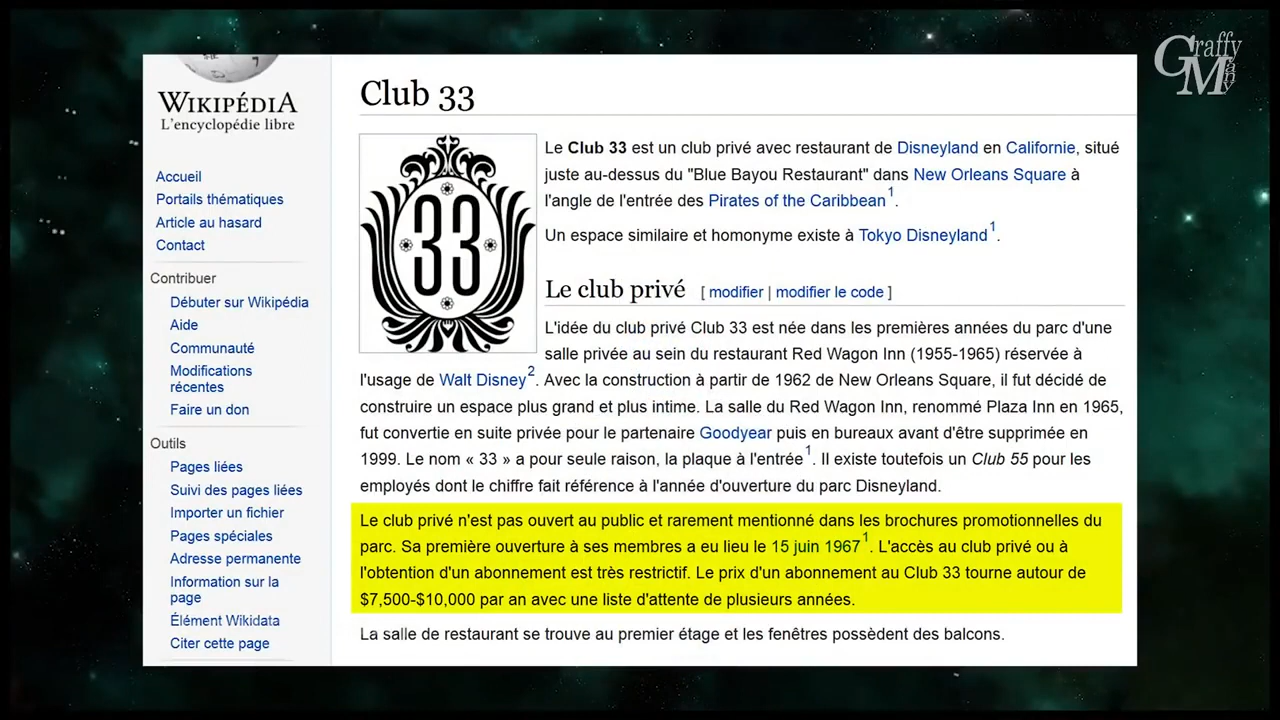 Graffy
Many
WIKIPÉDIA
L'encyclopédie libre
Accueil
Portails thématiques
Article au hasard
Contact
Contribuer
Débuter sur Wikipédia
Aide
Communauté
Modifications
récentes
Faire un don
Outils
Pages liées
Suivi des pages liées
Importer un fichier
Pages spéciales
Adresse permanente
Information sur la
page
Élément Wikidata
Citer cette page
Club 33
33
Le Club 33 est un club privé avec restaurant de Disneyland en Californie, situé
juste au-dessus du "Blue Bayou Restaurant" dans New Orleans Square à
l'angle de l'entrée des Pirates of the Caribbean1.
Un espace similaire et homonyme existe à Tokyo Disneyland1.
Le club privé [ modifier | modifier le code ]
L'idée du club privé Club 33 est née dans les premières années du parc d'une
salle privée au sein du restaurant Red Wagon Inn (1955-1965) réservée à
l'usage de Walt Disney2. Avec la construction à partir de 1962 de New Orleans Square, il fut décidé de
construire un espace plus grand et plus intime. La salle du Red Wagon Inn, renommé Plaza Inn en 1965,
fut convertie en suite privée pour le partenaire Goodyear puis en bureaux avant d'être supprimée en
1999. Le nom « 33 » a pour seule raison, la plaque à l'entrée1. Il existe toutefois un Club 55 pour les
employés dont le chiffre fait référence à l'année d'ouverture du parc Disneyland.
Le club privé n'est pas ouvert au public et rarement mentionné dans les brochures promotionnelles du
parc. Sa première ouverture à ses membres a eu lieu le 15 juin 19671. L'accès au club privé ou à
l'obtention d'un abonnement est très restrictif. Le prix d'un abonnement au Club 33 tourne autour de
$7,500-$10,000 par an avec une liste d'attente de plusieurs années.
La salle de restaurant se trouve au premier étage et les fenêtres possèdent des balcons.